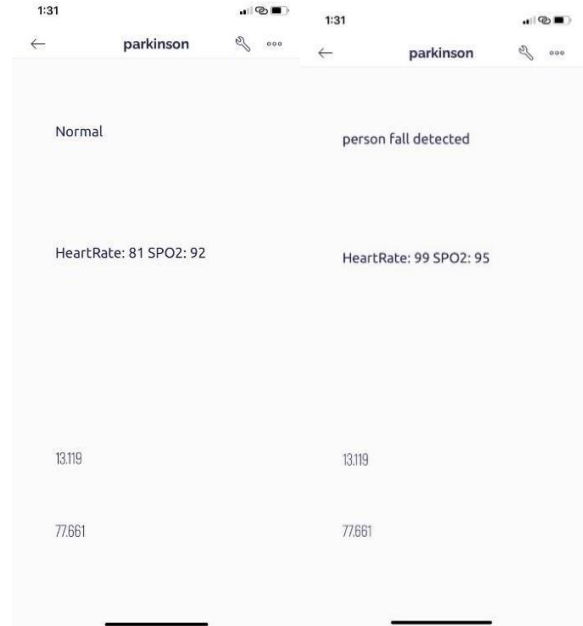 1:31
parkinson
Normal
HeartRate: 81 SPO2: 92
13.119
77.661
1:31
parkinson
person fall detected
HeartRate: 99 SPO2: 95
13.119
77.661